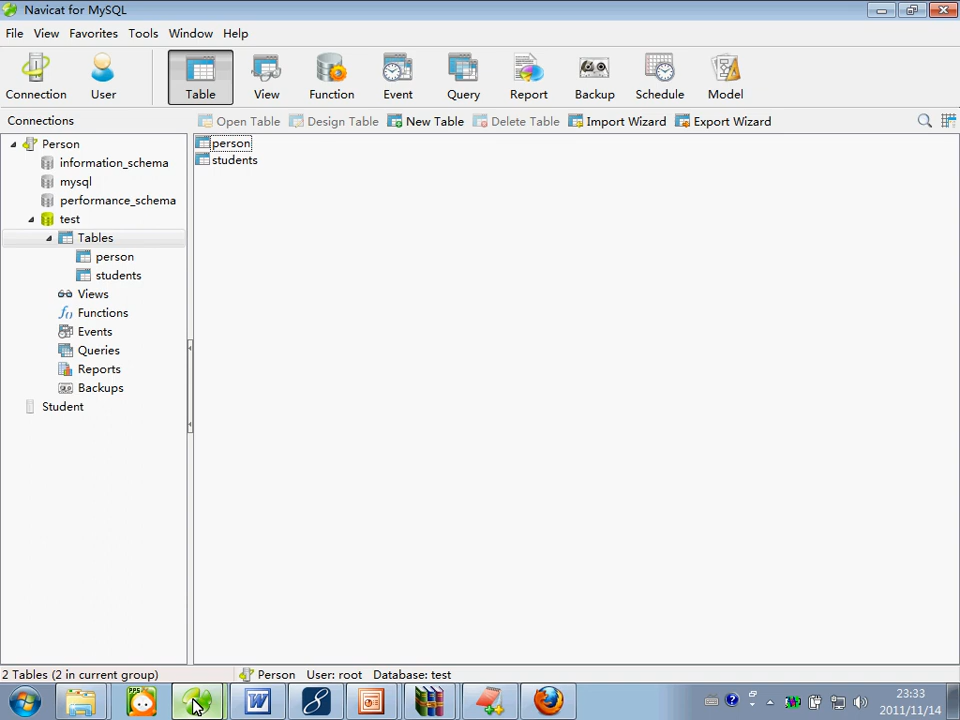 Navicat for MySQL
File View Favorites Tools Window Help
Connection User Table View Function Event Query Report Backup Schedule Model
Connections Open Table Design Table New Table Delete Table Import Wizard Export Wizard
Person
information_schema
mysql
performance_schema
test
Tables
person
students
Views
Functions
Events
Queries
Reports
Backups
Student
person
students
2 Tables (2 in current group) Person User: root Database: test
PPS
23:33
2011/11/14